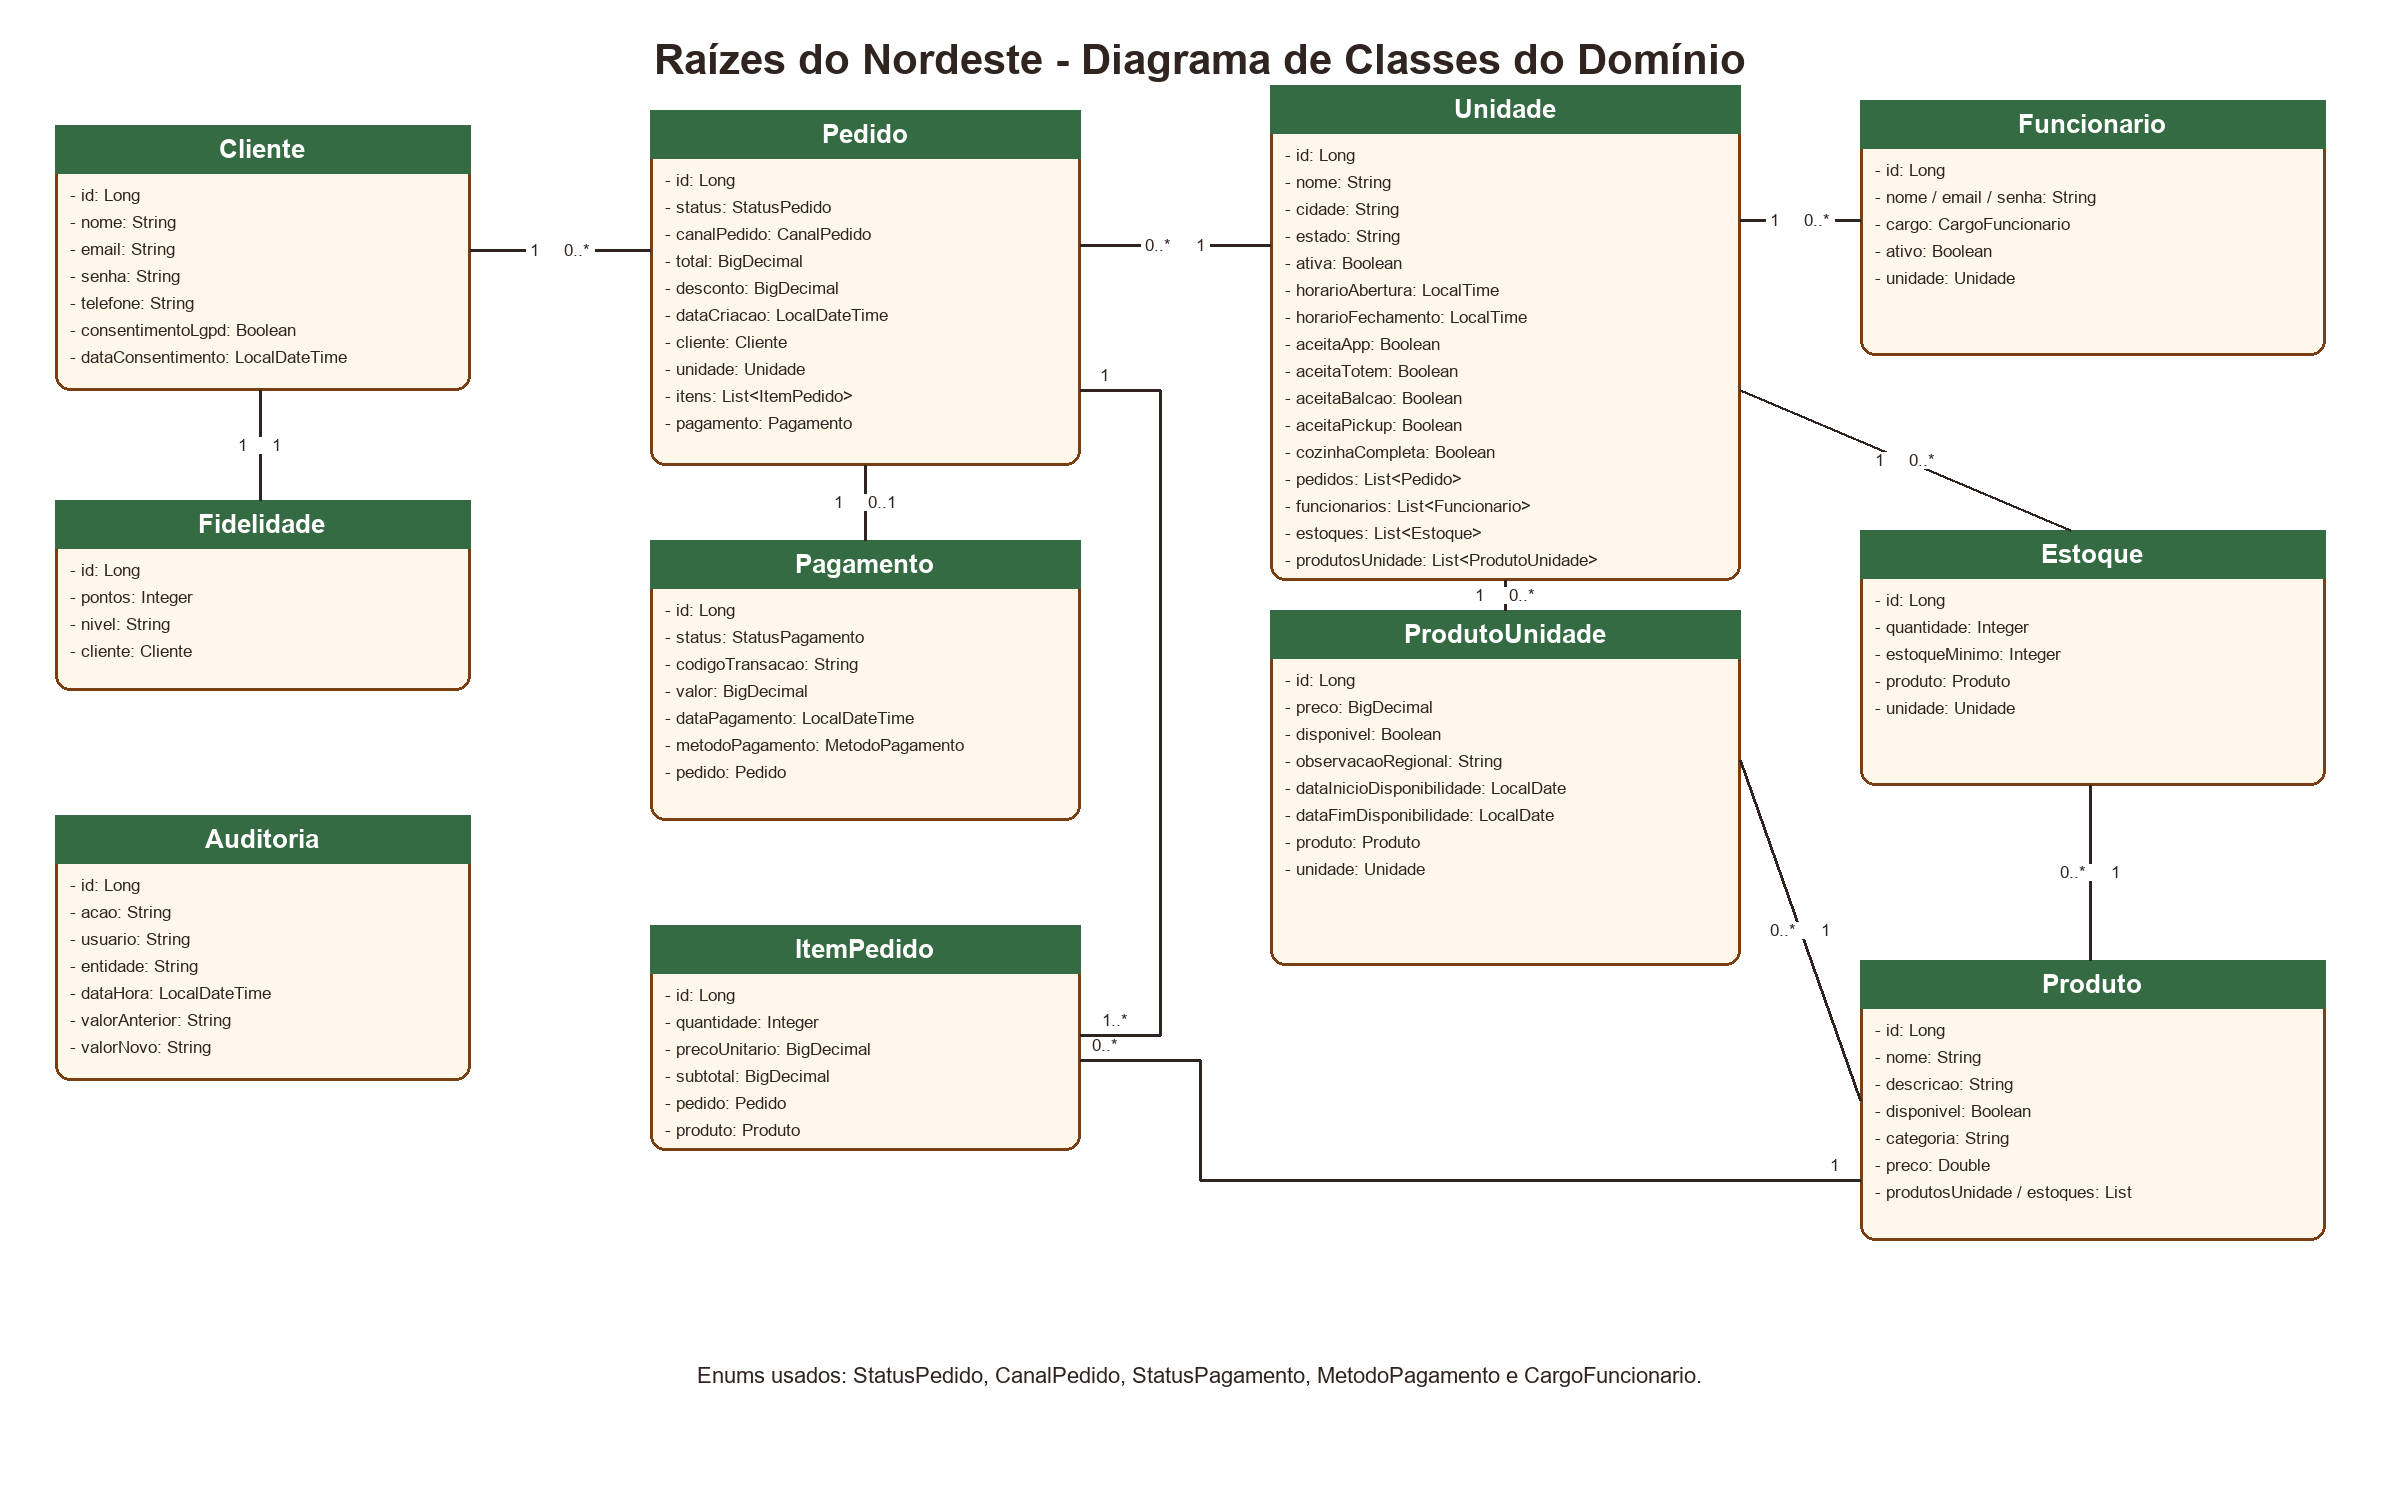 Raízes do Nordeste - Diagrama de Classes do Domínio
Cliente
- id: Long
- nome: String
- email: String
- senha: String
- telefone: String
- consentimentoLgpd: Boolean
- dataConsentimento: LocalDateTime
1
0..*
Pedido
- id: Long
- status: StatusPedido
- canalPedido: CanalPedido
- total: BigDecimal
- desconto: BigDecimal
- dataCriacao: LocalDateTime
- cliente: Cliente
- unidade: Unidade
- itens: List<ItemPedido>
- pagamento: Pagamento
0..*
1
Unidade
- id: Long
- nome: String
- cidade: String
- estado: String
- ativa: Boolean
- horarioAbertura: LocalTime
- horarioFechamento: LocalTime
- aceitaApp: Boolean
- aceitaTotem: Boolean
- aceitaBalcao: Boolean
- aceitaPickup: Boolean
- cozinhaCompleta: Boolean
- pedidos: List<Pedido>
- funcionarios: List<Funcionario>
- estoques: List<Estoque>
- produtosUnidade: List<ProdutoUnidade>
1
0..*
Funcionario
- id: Long
- nome / email / senha: String
- cargo: CargoFuncionario
- ativo: Boolean
- unidade: Unidade
1
1
1
1
0..*
1
0..1
Fidelidade
- id: Long
- pontos: Integer
- nivel: String
- cliente: Cliente
Pagamento
- id: Long
- status: StatusPagamento
- codigoTransacao: String
- valor: BigDecimal
- dataPagamento: LocalDateTime
- metodoPagamento: MetodoPagamento
- pedido: Pedido
1
0..*
ProdutoUnidade
- id: Long
- preco: BigDecimal
- disponivel: Boolean
- observacaoRegional: String
- dataInicioDisponibilidade: LocalDate
- dataFimDisponibilidade: LocalDate
- produto: Produto
- unidade: Unidade
Estoque
- id: Long
- quantidade: Integer
- estoqueMinimo: Integer
- produto: Produto
- unidade: Unidade
0..*
1
0..*
1
Auditoria
- id: Long
- acao: String
- usuario: String
- entidade: String
- dataHora: LocalDateTime
- valorAnterior: String
- valorNovo: String
ItemPedido
- id: Long
- quantidade: Integer
- precoUnitario: BigDecimal
- subtotal: BigDecimal
- pedido: Pedido
- produto: Produto
1..*
0..*
1
Produto
- id: Long
- nome: String
- descricao: String
- disponivel: Boolean
- categoria: String
- preco: Double
- produtosUnidade / estoques: List
Enums usados: StatusPedido, CanalPedido, StatusPagamento, MetodoPagamento e CargoFuncionario.